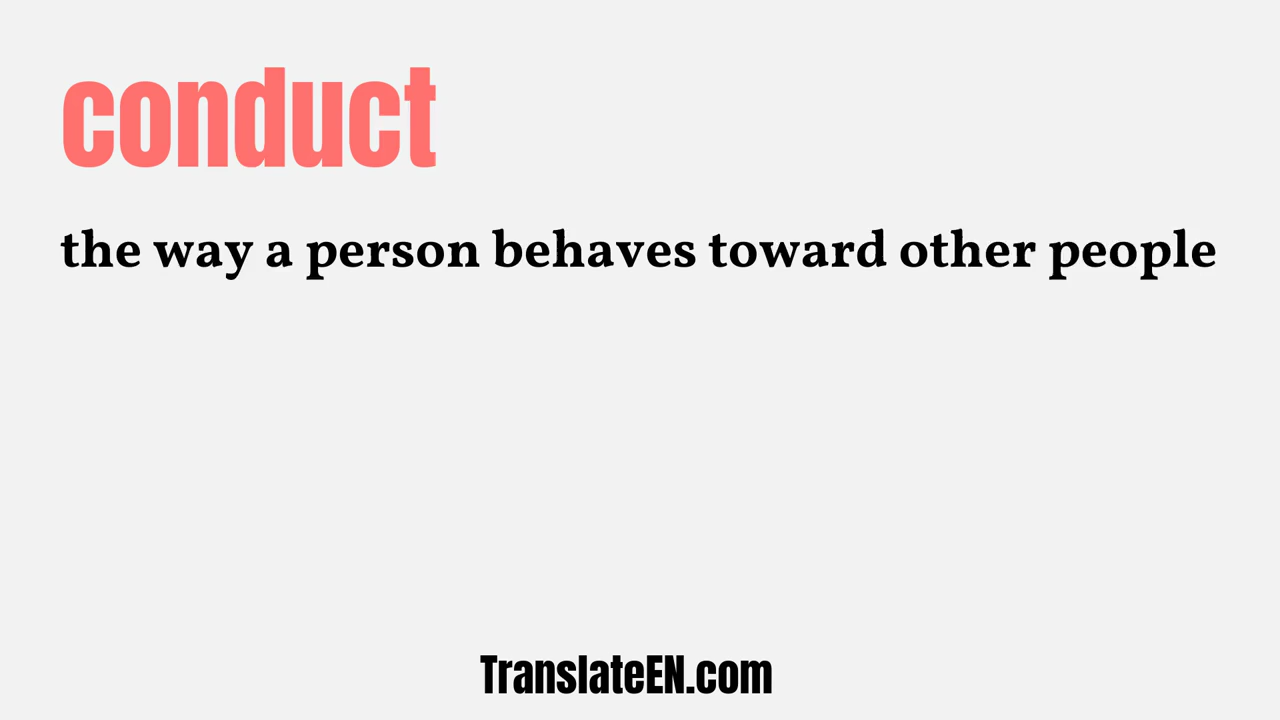 conduct
the way a person behaves toward other people
TranslateEN.com